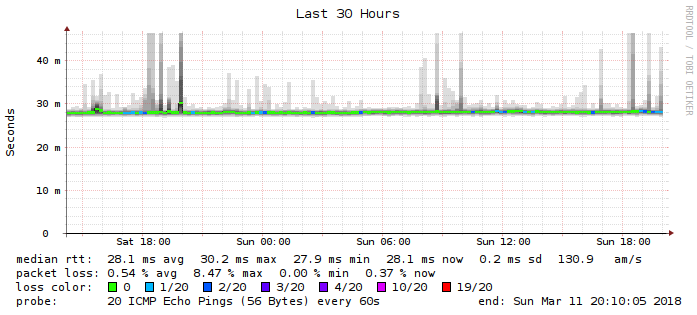 Last 30 Hours
RRDTOOL / TOBI OETIKER
Seconds
40 m
30 m
20 m
10 m
0
Sat 18:00 Sun 00:00 Sun 06:00 Sun 12:00 Sun 18:00
median rtt: 28.1 ms avg 30.2 ms max 27.9 ms min 28.1 ms now 0.2 ms sd 130.9 am/s
packet loss: 0.54 % avg 8.47 % max 0.00 % min 0.37 % now
loss color: 0 1/20 2/20 3/20 4/20 10/20 19/20
probe: 20 ICMP Echo Pings (56 Bytes) every 60s end: Sun Mar 11 20:10:05 2018